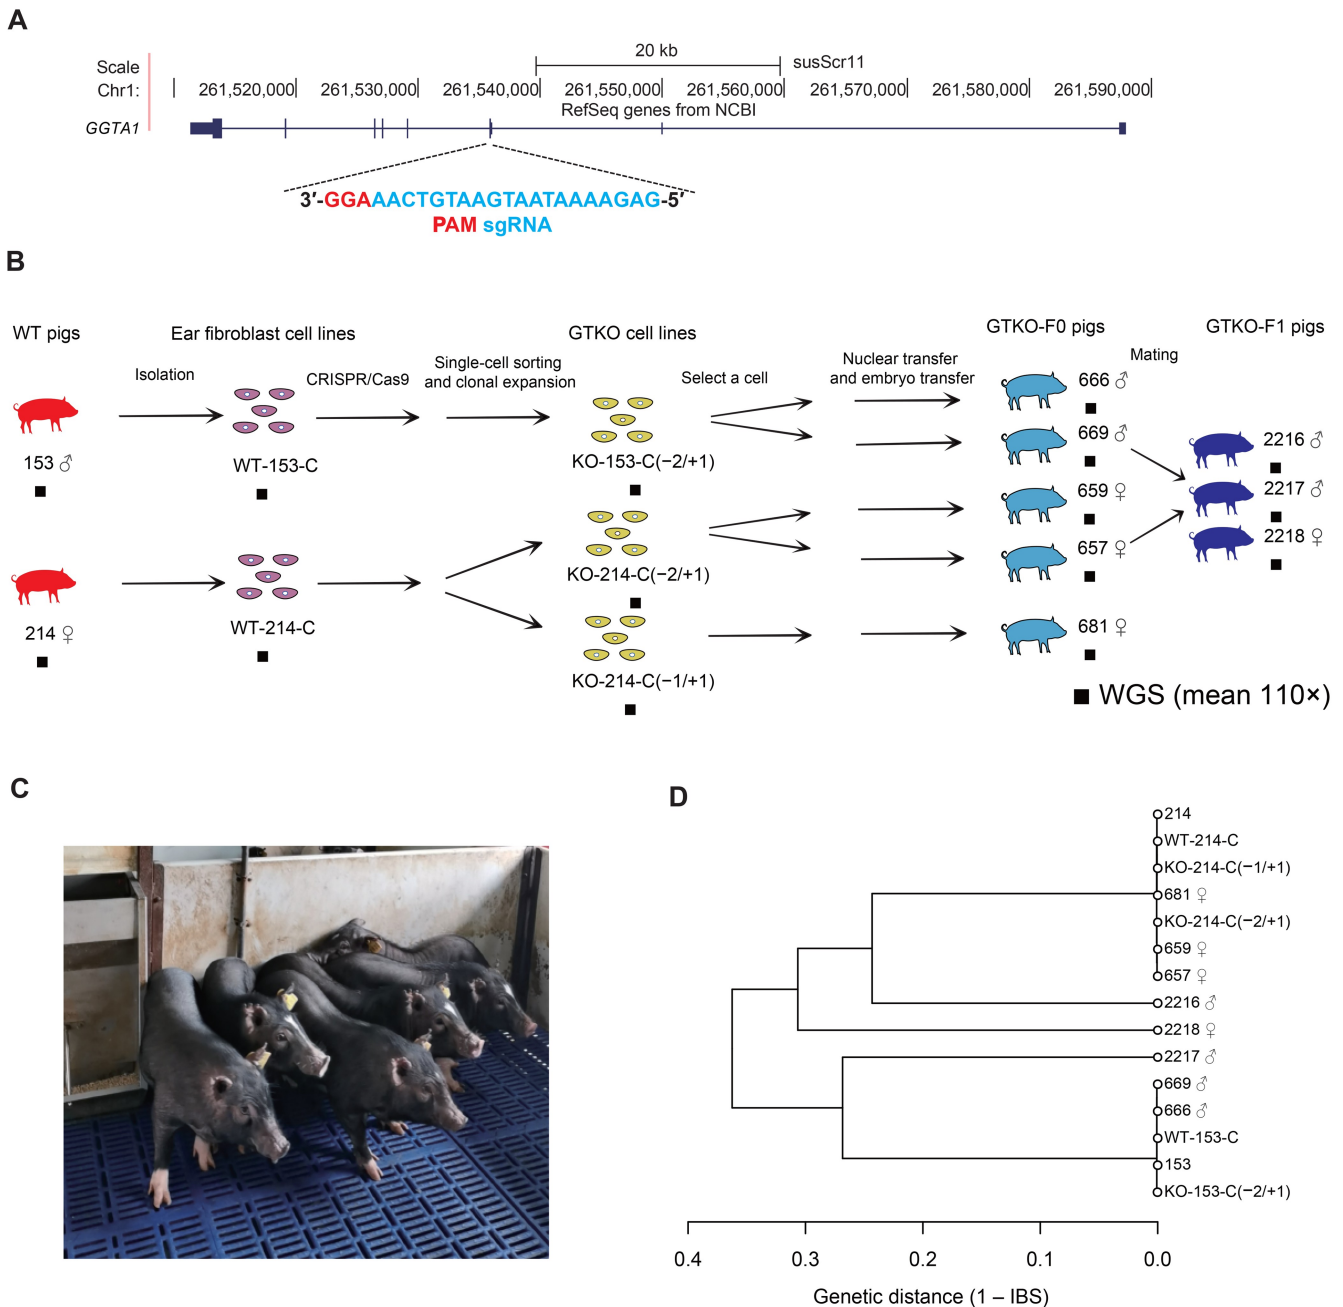 A
20 kb
susScr11
Scale
Chr1:
261,520,000| 261,530,000| 261,540,000| 261,550,000| 261,560,000| 261,570,000| 261,580,000| 261,590,000|
RefSeq genes from NCBI
GGTA1
3′-GGAAACTGTAAGTAATAAAAGAG-5′
PAM sgRNA
B
WT pigs
Ear fibroblast cell lines
GTKO cell lines
GTKO-F0 pigs
GTKO-F1 pigs
Isolation
CRISPR/Cas9
Single-cell sorting
and clonal expansion
Select a cell
Nuclear transfer
and embryo transfer
Mating
153 ♂
WT-153-C
KO-153-C(−2/+1)
666 ♂
669 ♂
659 ♀
657 ♀
681 ♀
2216 ♂
2217 ♂
2218 ♀
214 ♀
WT-214-C
KO-214-C(−2/+1)
KO-214-C(−1/+1)
WGS (mean 110×)
C
D
214
WT-214-C
KO-214-C(−1/+1)
681 ♀
KO-214-C(−2/+1)
659 ♀
657 ♀
2216 ♂
2218 ♀
2217 ♂
669 ♂
666 ♂
WT-153-C
153
KO-153-C(−2/+1)
0.4 0.3 0.2 0.1 0.0
Genetic distance (1 – IBS)